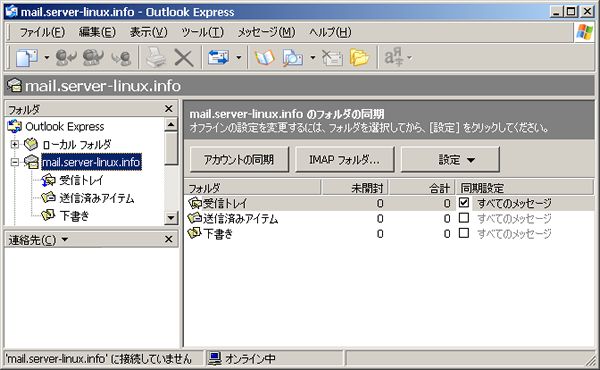 mail.server-linux.info - Outlook Express
ファイル(F) 編集(E) 表示(V) ツール(T) メッセージ(M) ヘルプ(H)
mail.server-linux.info
フォルダ
Outlook Express
ローカル フォルダ
mail.server-linux.info
受信トレイ
送信済みアイテム
下書き
連絡先(C)
mail.server-linux.info のフォルダの同期
オフラインの設定を変更するには、フォルダを選択してから、[設定] をクリックしてください。
アカウントの同期 IMAP フォルダ... 設定
フォルダ 未開封 合計 同期設定
受信トレイ 0 0 すべてのメッセージ
送信済みアイテム 0 0 すべてのメッセージ
下書き 0 0 すべてのメッセージ
'mail.server-linux.info' に接続していません オンライン中